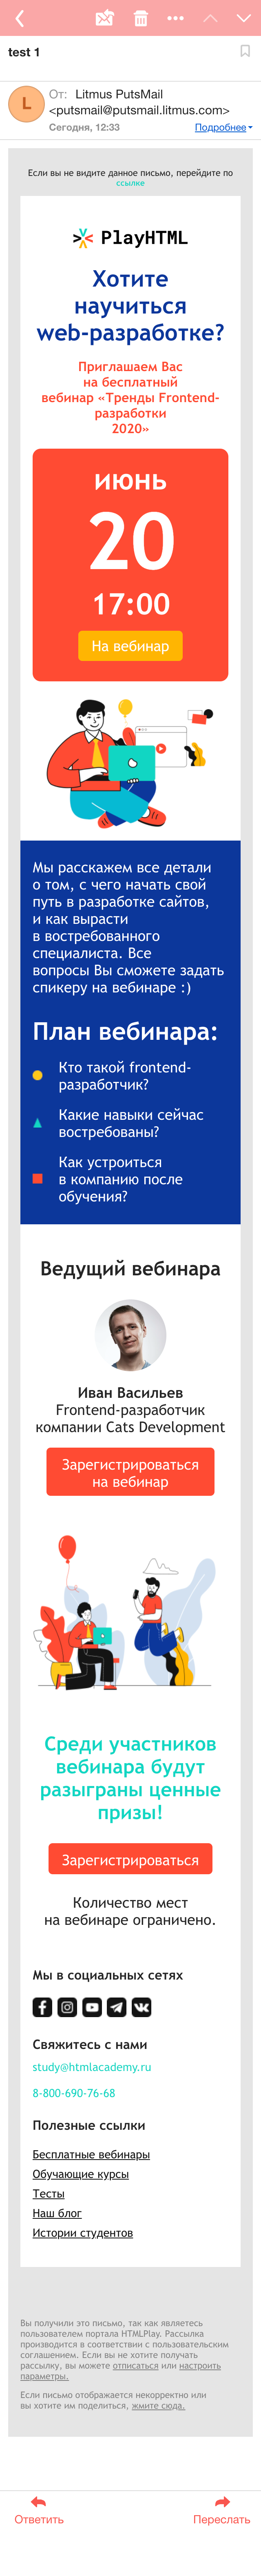 test 1
L
От: Litmus PutsMail
<putsmail@putsmail.litmus.com>
Сегодня, 12:33
Подробнее
Если вы не видите данное письмо, перейдите по
ссылке
PlayHTML
Хотите
научиться
web-разработке?
Приглашаем Вас
на бесплатный
вебинар «Тренды Frontend-
разработки
2020»
июнь
20
17:00
На вебинар
Мы расскажем все детали
о том, с чего начать свой
путь в разработке сайтов,
и как вырасти
в востребованного
специалиста. Все
вопросы Вы сможете задать
спикеру на вебинаре :)
План вебинара:
Кто такой frontend-
разработчик?
Какие навыки сейчас
востребованы?
Как устроиться
в компанию после
обучения?
Ведущий вебинара
Иван Васильев
Frontend-разработчик
компании Cats Development
Зарегистрироваться
на вебинар
Среди участников
вебинара будут
разыграны ценные
призы!
Зарегистрироваться
Количество мест
на вебинаре ограничено.
Мы в социальных сетях
Свяжитесь с нами
study@htmlacademy.ru
8-800-690-76-68
Полезные ссылки
Бесплатные вебинары
Обучающие курсы
Тесты
Наш блог
Истории студентов
Вы получили это письмо, так как являетесь
пользователем портала HTMLPlay. Рассылка
производится в соответствии с пользовательским
соглашением. Если вы не хотите получать
рассылку, вы можете отписаться или настроить
параметры.
Если письмо отображается некорректно или
вы хотите им поделиться, жмите сюда.
Ответить
Переслать